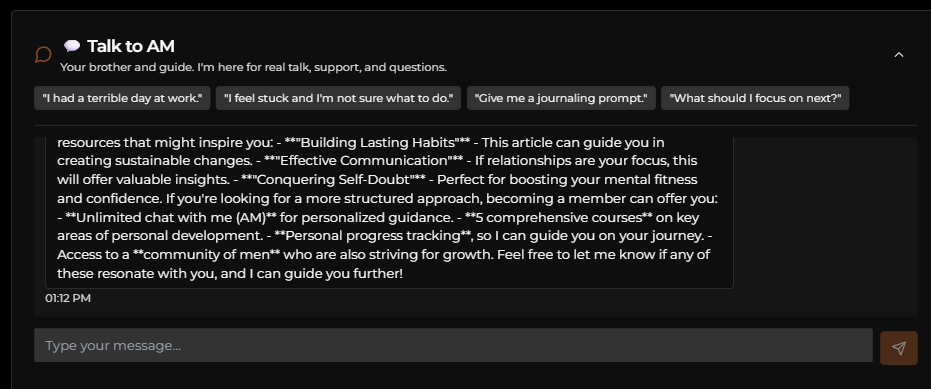 💬 Talk to AM
Your brother and guide. I'm here for real talk, support, and questions.
"I had a terrible day at work." "I feel stuck and I'm not sure what to do." "Give me a journaling prompt." "What should I focus on next?"
resources that might inspire you: - **"Building Lasting Habits"** - This article can guide you in
creating sustainable changes. - **"Effective Communication"** - If relationships are your focus, this
will offer valuable insights. - **"Conquering Self-Doubt"** - Perfect for boosting your mental fitness
and confidence. If you're looking for a more structured approach, becoming a member can offer you:
- **Unlimited chat with me (AM)** for personalized guidance. - **5 comprehensive courses** on key
areas of personal development. - **Personal progress tracking**, so I can guide you on your journey. -
Access to a **community of men** who are also striving for growth. Feel free to let me know if any of
these resonate with you, and I can guide you further!
01:12 PM
Type your message...